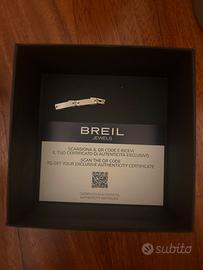 BREIL
JEWELS
SCANSIONA IL QR CODE E RICEVI
IL TUO CERTIFICATO DI AUTENTICITÀ ESCLUSIVO
SCAN THE QR CODE
TO GET YOUR EXCLUSIVE AUTHENTICITY CERTIFICATE
subito